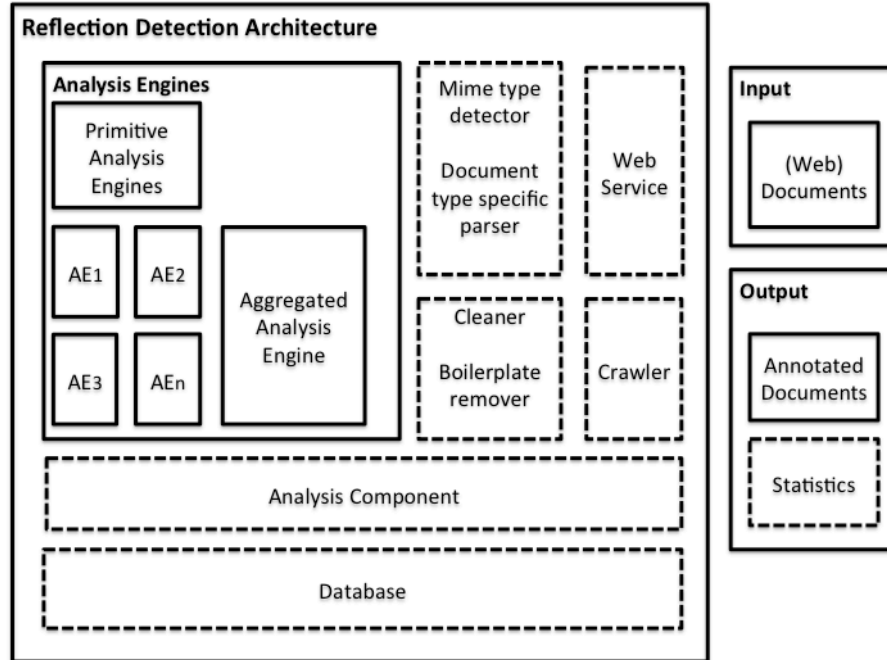 Reflection Detection Architecture
Analysis Engines
Primitive
Analysis
Engines
AE1
AE2
AE3
AEn
Aggregated
Analysis
Engine
Mime type
detector
Document
type specific
parser
Web
Service
Cleaner
Boilerplate
remover
Crawler
Analysis Component
Database
Input
(Web)
Documents
Output
Annotated
Documents
Statistics